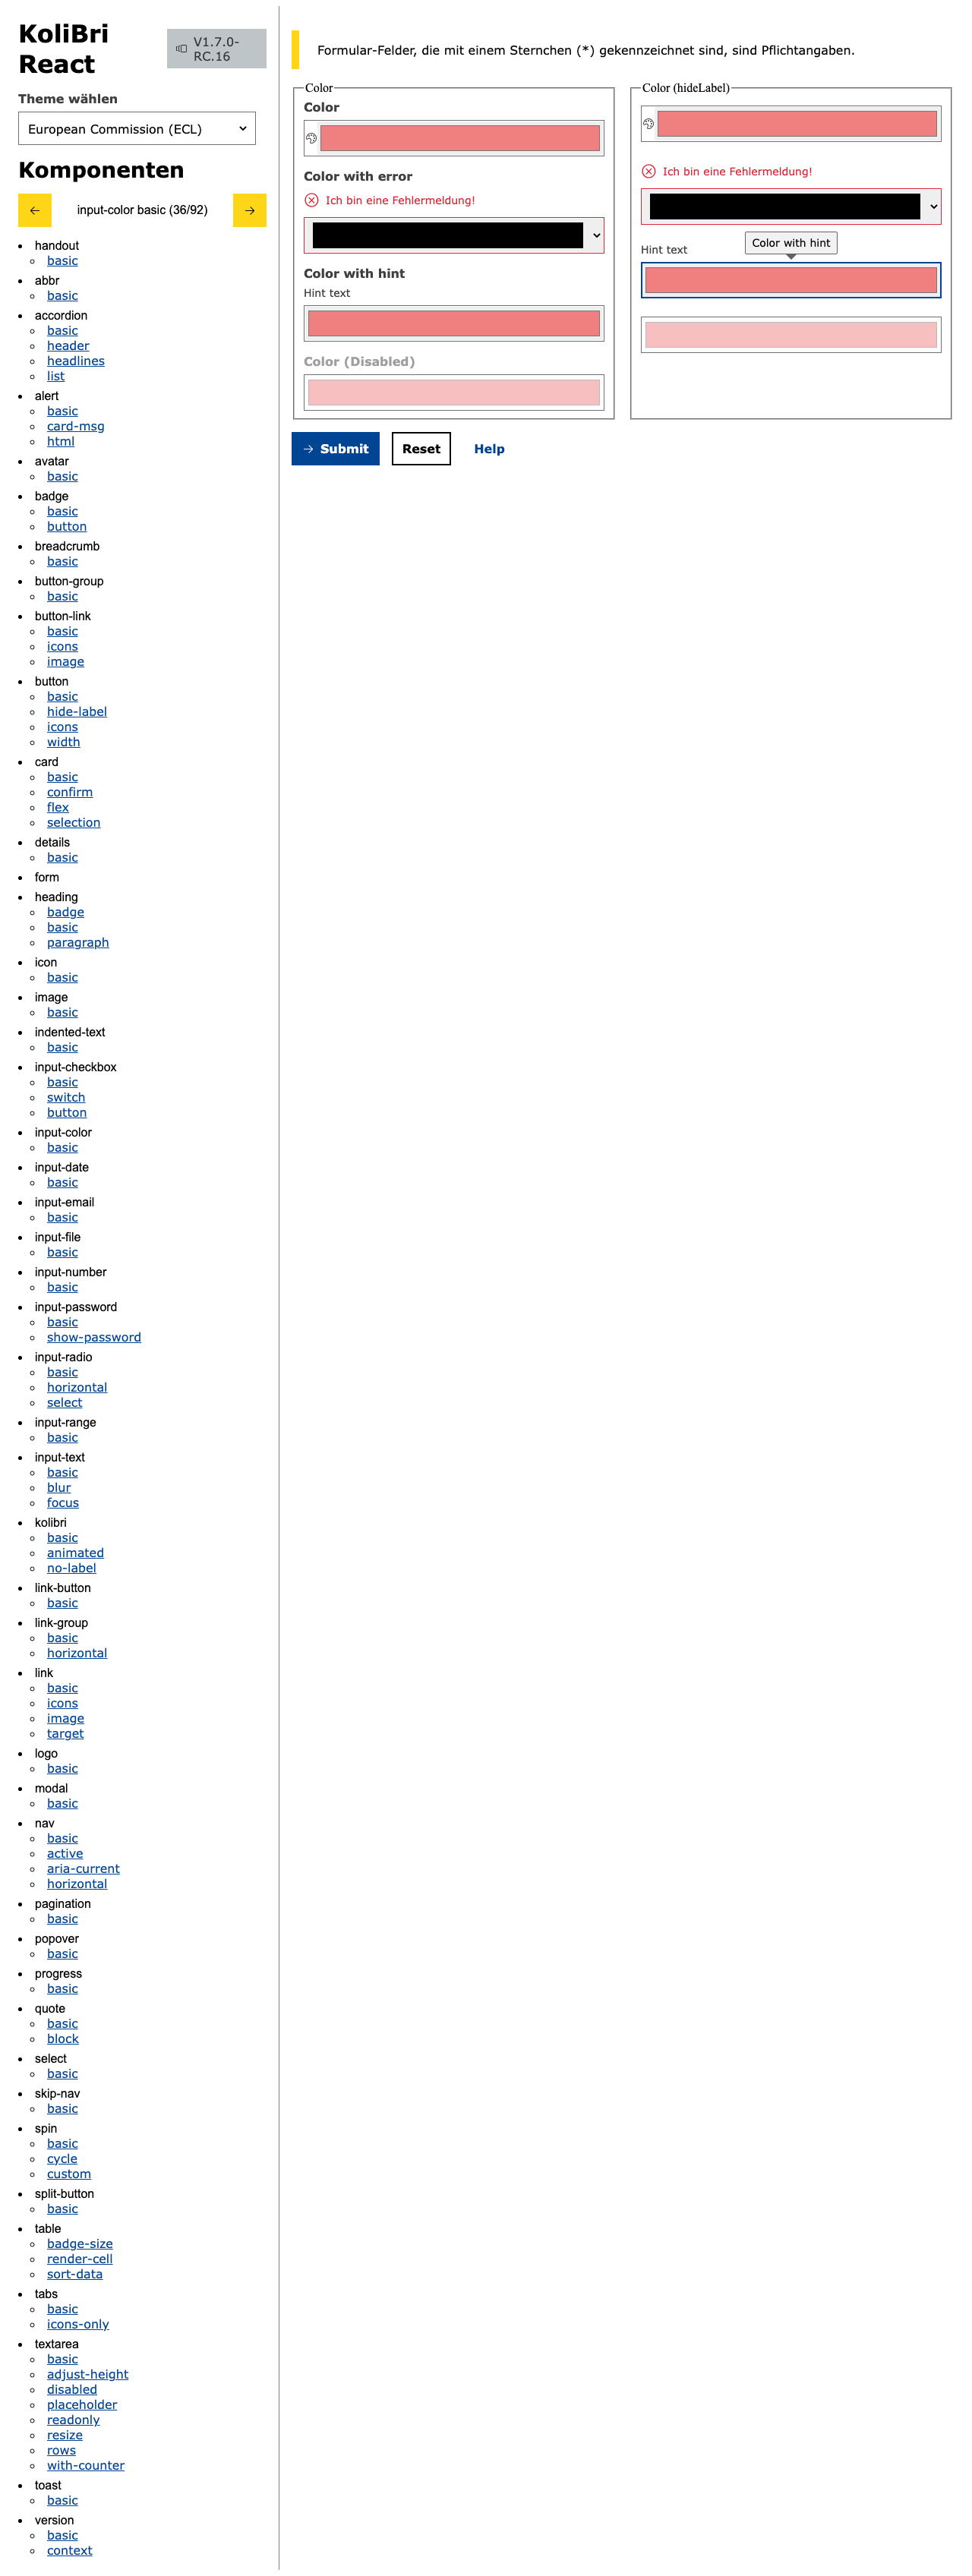 KoliBri
React
V1.7.0-
RC.16
Theme wählen
European Commission (ECL)
Komponenten
input-color basic (36/92)
handout
basic
abbr
basic
accordion
basic
header
headlines
list
alert
basic
card-msg
html
avatar
basic
badge
basic
button
breadcrumb
basic
button-group
basic
button-link
basic
icons
image
button
basic
hide-label
icons
width
card
basic
confirm
flex
selection
details
basic
form
heading
badge
basic
paragraph
icon
basic
image
basic
indented-text
basic
input-checkbox
basic
switch
button
input-color
basic
input-date
basic
input-email
basic
input-file
basic
input-number
basic
input-password
basic
show-password
input-radio
basic
horizontal
select
input-range
basic
input-text
basic
blur
focus
kolibri
basic
animated
no-label
link-button
basic
link-group
basic
horizontal
link
basic
icons
image
target
logo
basic
modal
basic
nav
basic
active
aria-current
horizontal
pagination
basic
popover
basic
progress
basic
quote
basic
block
select
basic
skip-nav
basic
spin
basic
cycle
custom
split-button
basic
table
badge-size
render-cell
sort-data
tabs
basic
icons-only
textarea
basic
adjust-height
disabled
placeholder
readonly
resize
rows
with-counter
toast
basic
version
basic
context
Formular-Felder, die mit einem Sternchen (*) gekennzeichnet sind, sind Pflichtangaben.
Color
Color
Color with error
Ich bin eine Fehlermeldung!
Color with hint
Hint text
Color (Disabled)
Color (hideLabel)
Ich bin eine Fehlermeldung!
Color with hint
Hint text
Submit
Reset
Help